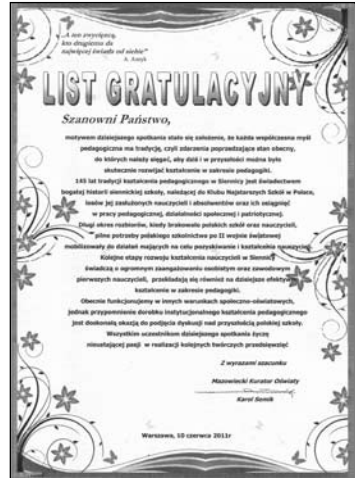 „A ten zwycięzcą,
kto drugiemu da
najwięcej światła od siebie”
A. Asnyk
LIST GRATULACYJNY
Szanowni Państwo,
motywem dzisiejszego spotkania stało się założenie, że każda współczesna myśl
pedagogiczna ma tradycję, czyli zdarzenia poprzedzające stan obecny,
do których należy sięgać, aby dziś i w przyszłości można było
skutecznie rozwijać kształcenie w zakresie pedagogiki.
145 lat tradycji kształcenia pedagogicznego w Siennicy jest świadectwem
bogatej historii siennickiej szkoły, należącej do Klubu Najstarszych Szkół w Polsce,
losów jej zasłużonych nauczycieli i absolwentów oraz ich osiągnięć
w pracy pedagogicznej, działalności społecznej i patriotycznej.
Długi okres rozbiorów, kiedy brakowało polskich szkół oraz nauczycieli,
pilne potrzeby polskiego szkolnictwa po II wojnie światowej
mobilizowały do działań mających na celu pozyskiwanie i kształcenie nauczycieli.
Kolejne etapy rozwoju kształcenia nauczycieli w Siennicy
świadczą o ogromnym zaangażowaniu osobistym oraz zawodowym
pierwszych nauczycieli, przekładają się również na dzisiejsze efektywne
kształcenie w zakresie pedagogiki.
Obecnie funkcjonujemy w innych warunkach społeczno-oświatowych,
jednak przypomnienie dorobku instytucjonalnego kształcenia pedagogicznego
jest doskonałą okazją do podjęcia dyskusji nad przyszłością polskiej szkoły.
Wszystkim uczestnikom dzisiejszego spotkania życzę
nieustającej pasji w realizacji kolejnych twórczych przedsięwzięć!
Z wyrazami szacunku
Mazowiecki Kurator Oświaty
Karol Semik
Warszawa, 10 czerwca 2011r